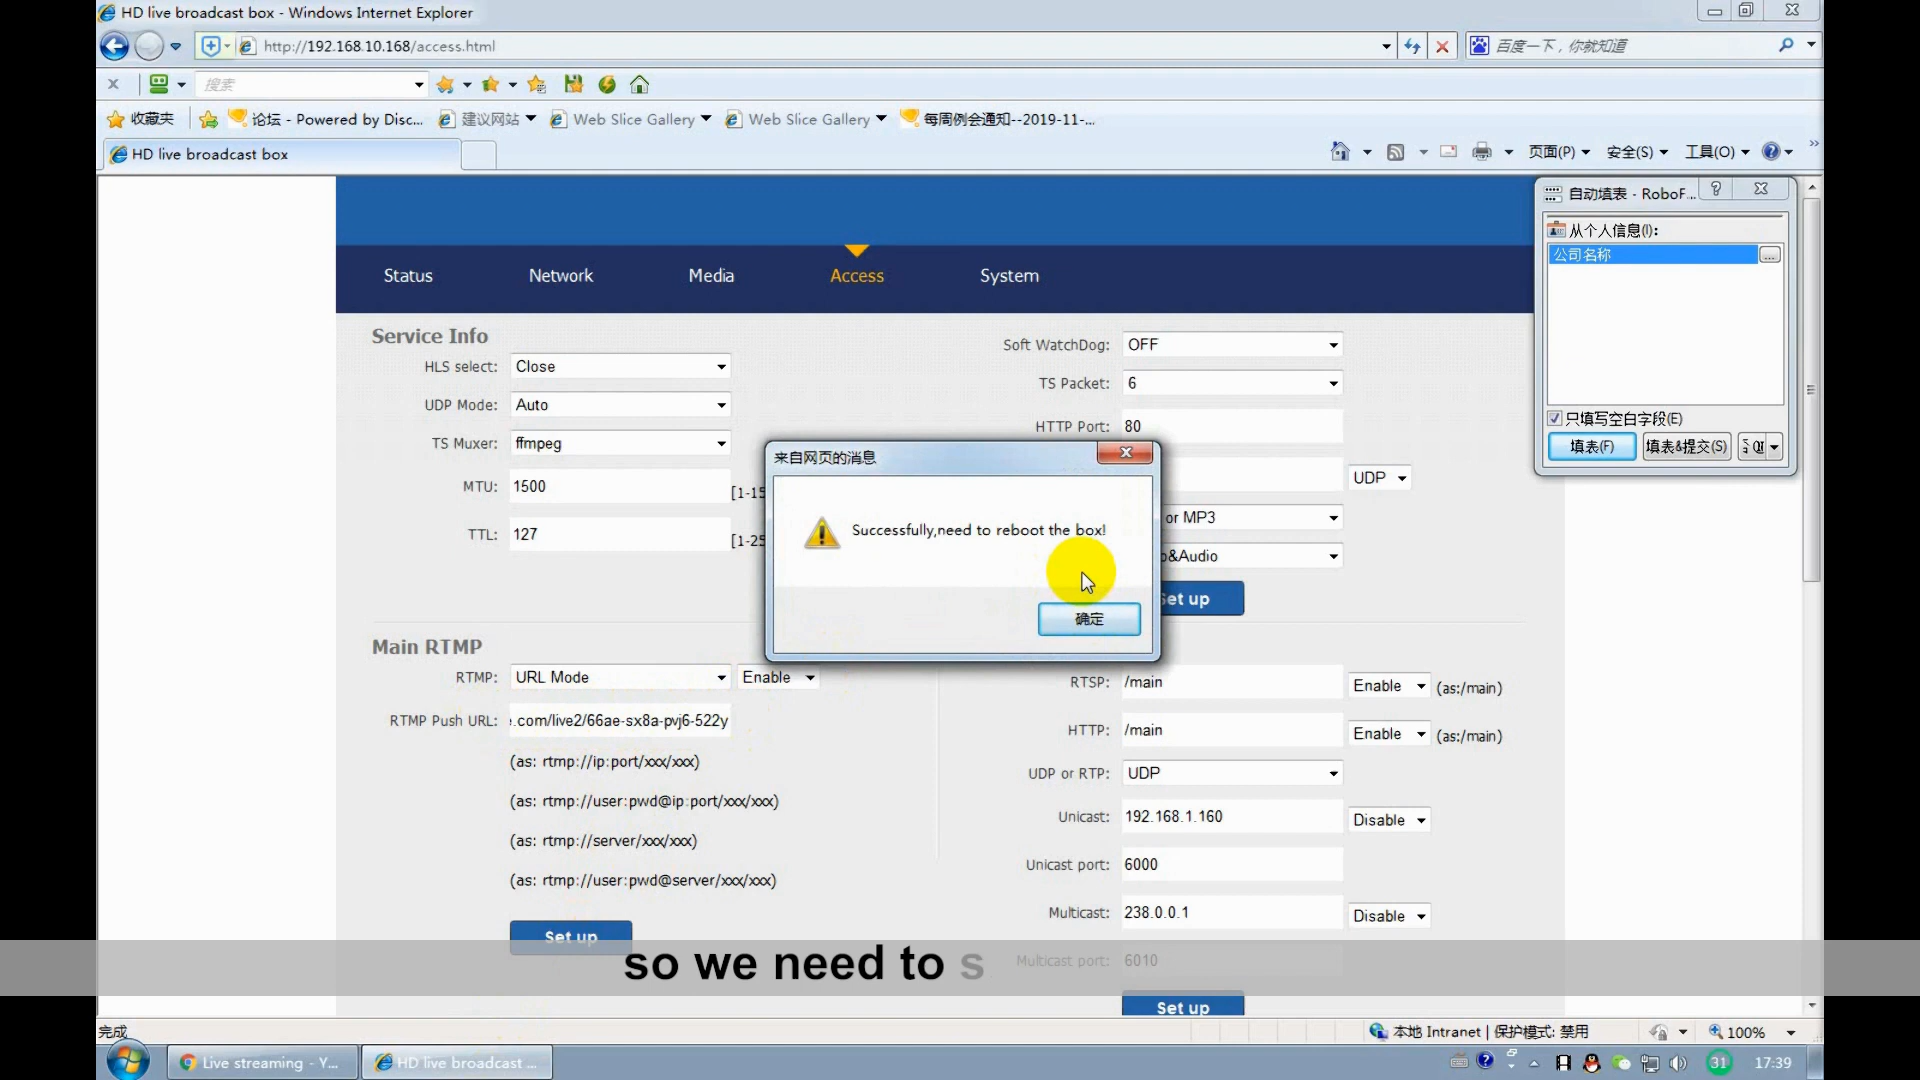 HD live broadcast box - Windows Internet Explorer
http://192.168.10.168/access.html
百度一下，你就知道
搜索
收藏夹
论坛 - Powered by Disc...
建议网站
Web Slice Gallery
Web Slice Gallery
每周例会通知--2019-11-...
HD live broadcast box
页面(P)
安全(S)
工具(O)
Status
Network
Media
Access
System
自动填表 - RoboF...
从个人信息(I):
公司名称
...
只填写空白字段(E)
填表(F)
填表&提交(S)
Service Info
HLS select: Close
UDP Mode: Auto
TS Muxer: ffmpeg
MTU: 1500 [1-15
TTL: 127 [1-25
Soft WatchDog: OFF
TS Packet: 6
HTTP Port: 80
UDP
or MP3
o&Audio
Set up
来自网页的消息
Successfully,need to reboot the box!
确定
Main RTMP
RTMP: URL Mode Enable
RTMP Push URL: .com/live2/66ae-sx8a-pvj6-522y
(as: rtmp://ip:port/xxx/xxx)
(as: rtmp://user:pwd@ip:port/xxx/xxx)
(as: rtmp://server/xxx/xxx)
(as: rtmp://user:pwd@server/xxx/xxx)
Set up
RTSP: /main Enable (as:/main)
HTTP: /main Enable (as:/main)
UDP or RTP: UDP
Unicast: 192.168.1.160 Disable
Unicast port: 6000
Multicast: 238.0.0.1 Disable
Multicast port: 6010
Set up
so we need to s
完成
本地 Intranet | 保护模式: 禁用
100%
Live streaming - Y...
HD live broadcast ...
31
17:39